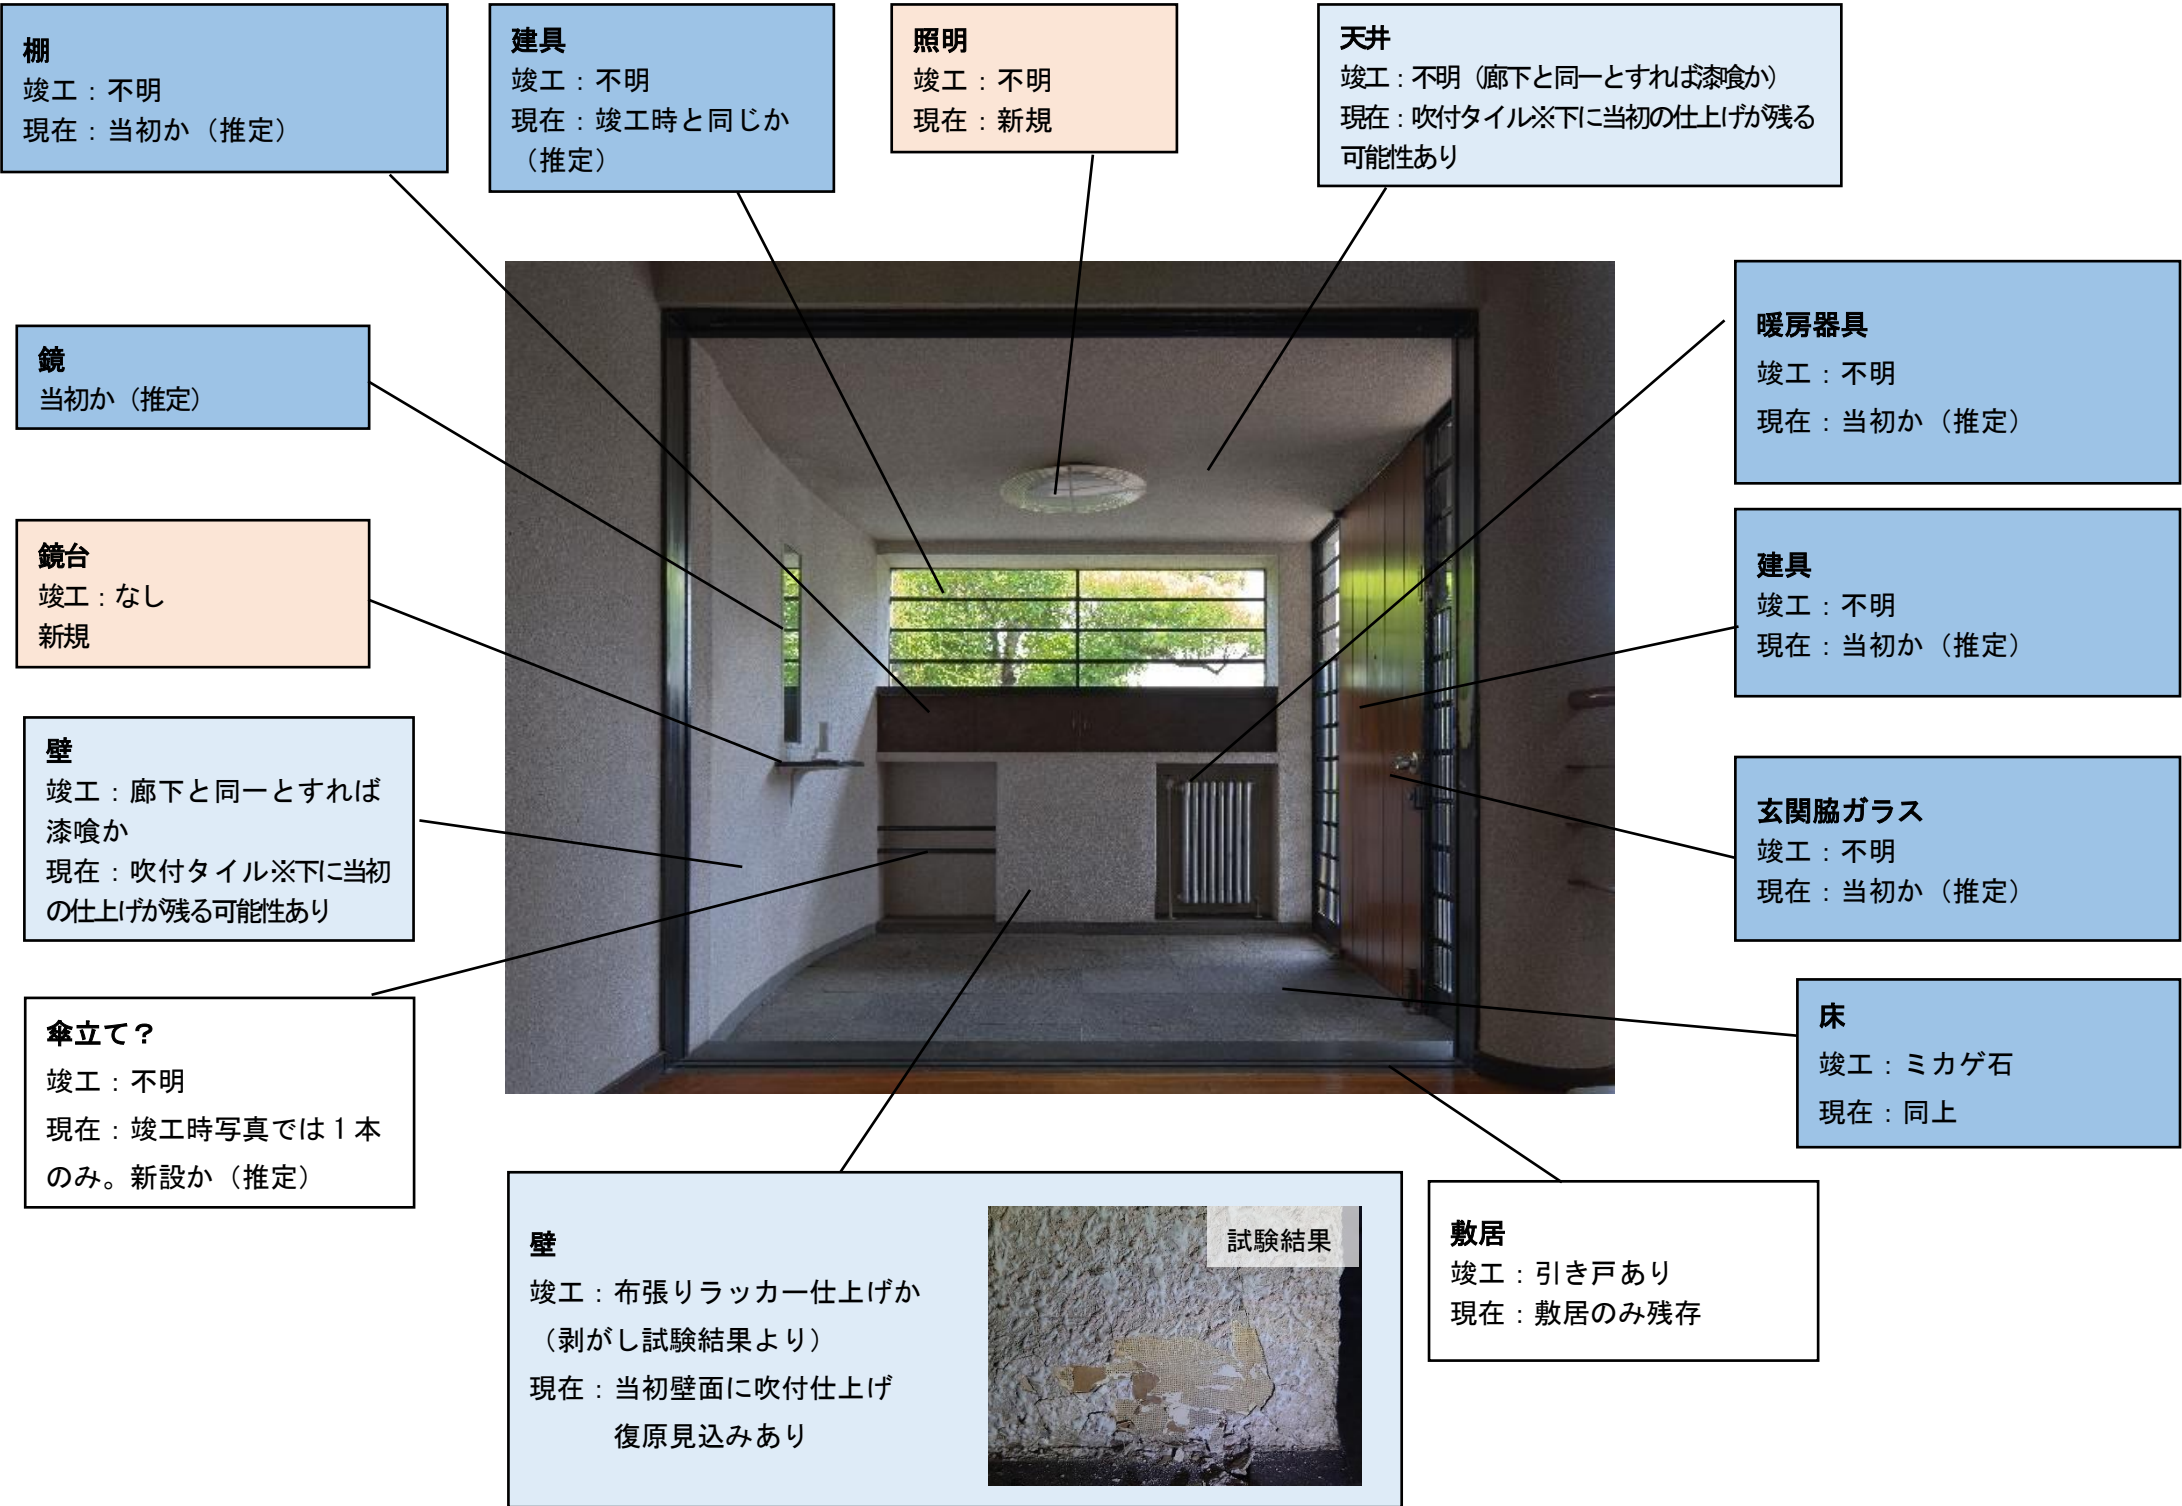 棚
竣工：不明
現在：当初か（推定）
建具
竣工：不明
現在：竣工時と同じか
（推定）
照明
竣工：不明
現在：新規
天井
竣工：不明（廊下と同一とすれば漆喰か）
現在：吹付タイル※下に当初の仕上げが残る
可能性あり
鏡
当初か（推定）
鏡台
竣工：なし
新規
壁
竣工：廊下と同一とすれば
漆喰か
現在：吹付タイル※下に当初
の仕上げが残る可能性あり
傘立て？
竣工：不明
現在：竣工時写真では１本
のみ。新設か（推定）
暖房器具
竣工：不明
現在：当初か（推定）
建具
竣工：不明
現在：当初か（推定）
玄関脇ガラス
竣工：不明
現在：当初か（推定）
床
竣工：ミカゲ石
現在：同上
壁
竣工：布張りラッカー仕上げか
（剥がし試験結果より）
現在：当初壁面に吹付仕上げ
復原見込みあり
試験結果
敷居
竣工：引き戸あり
現在：敷居のみ残存